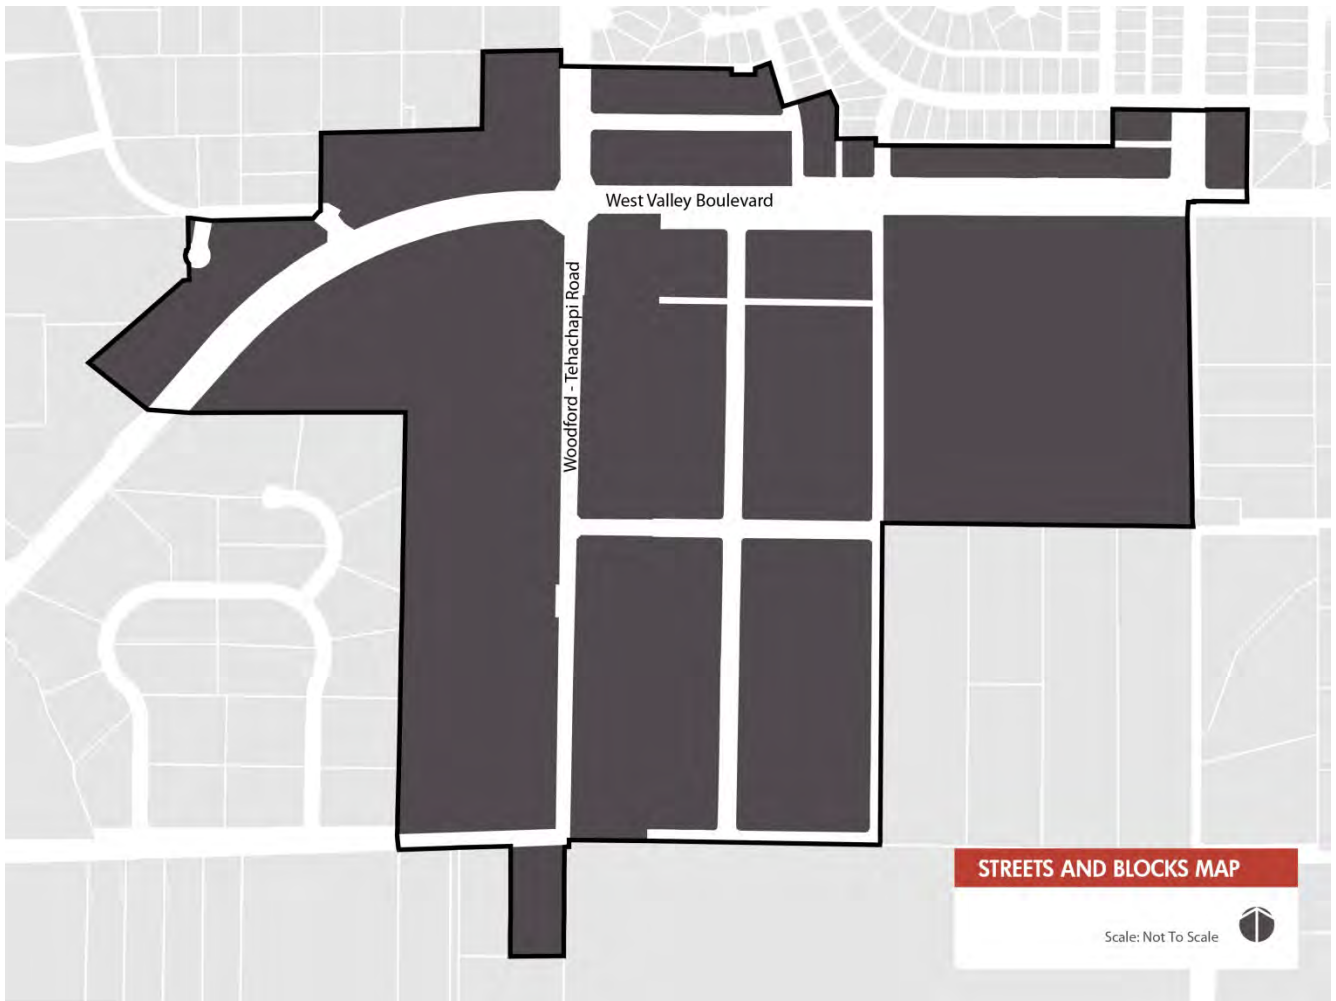 West Valley Boulevard
Woodford - Tehachapi Road
STREETS AND BLOCKS MAP
Scale: Not To Scale